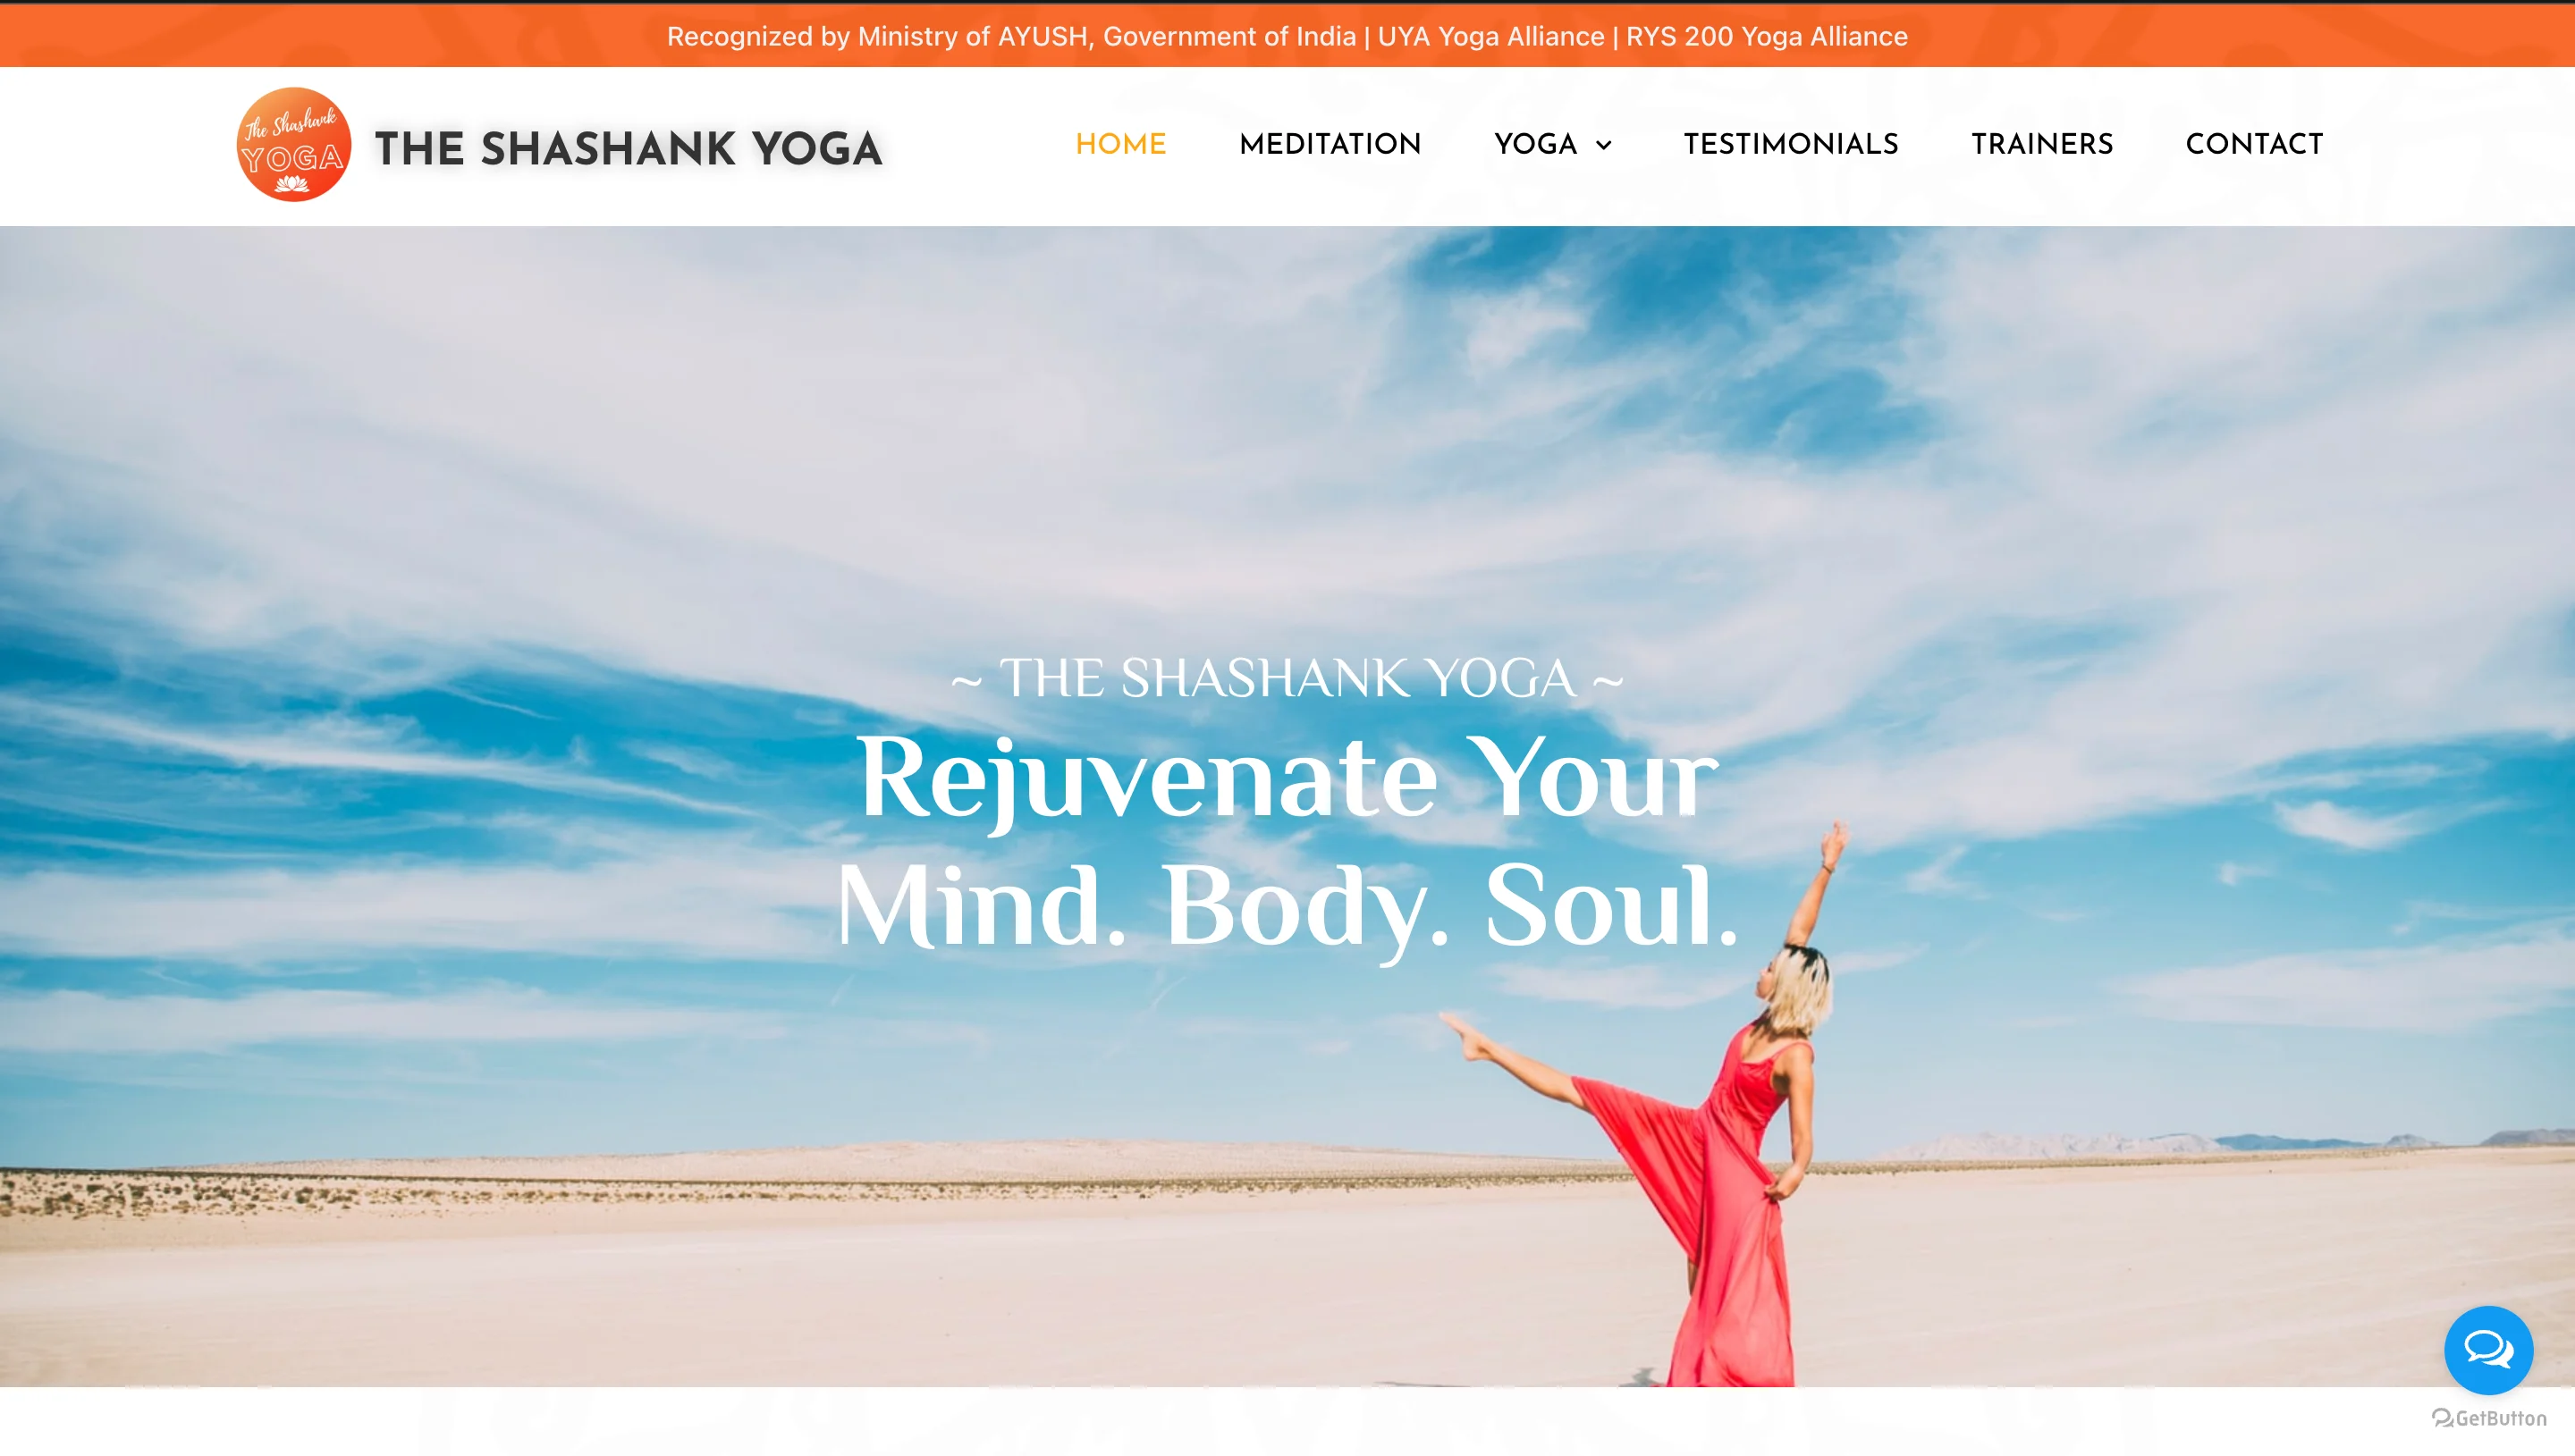 Recognized by Ministry of AYUSH, Government of India | UYA Yoga Alliance | RYS 200 Yoga Alliance
The Shashank
YOGA
THE SHASHANK YOGA
HOME MEDITATION YOGA TESTIMONIALS TRAINERS CONTACT
~ THE SHASHANK YOGA ~
Rejuvenate Your
Mind. Body. Soul.
GetButton